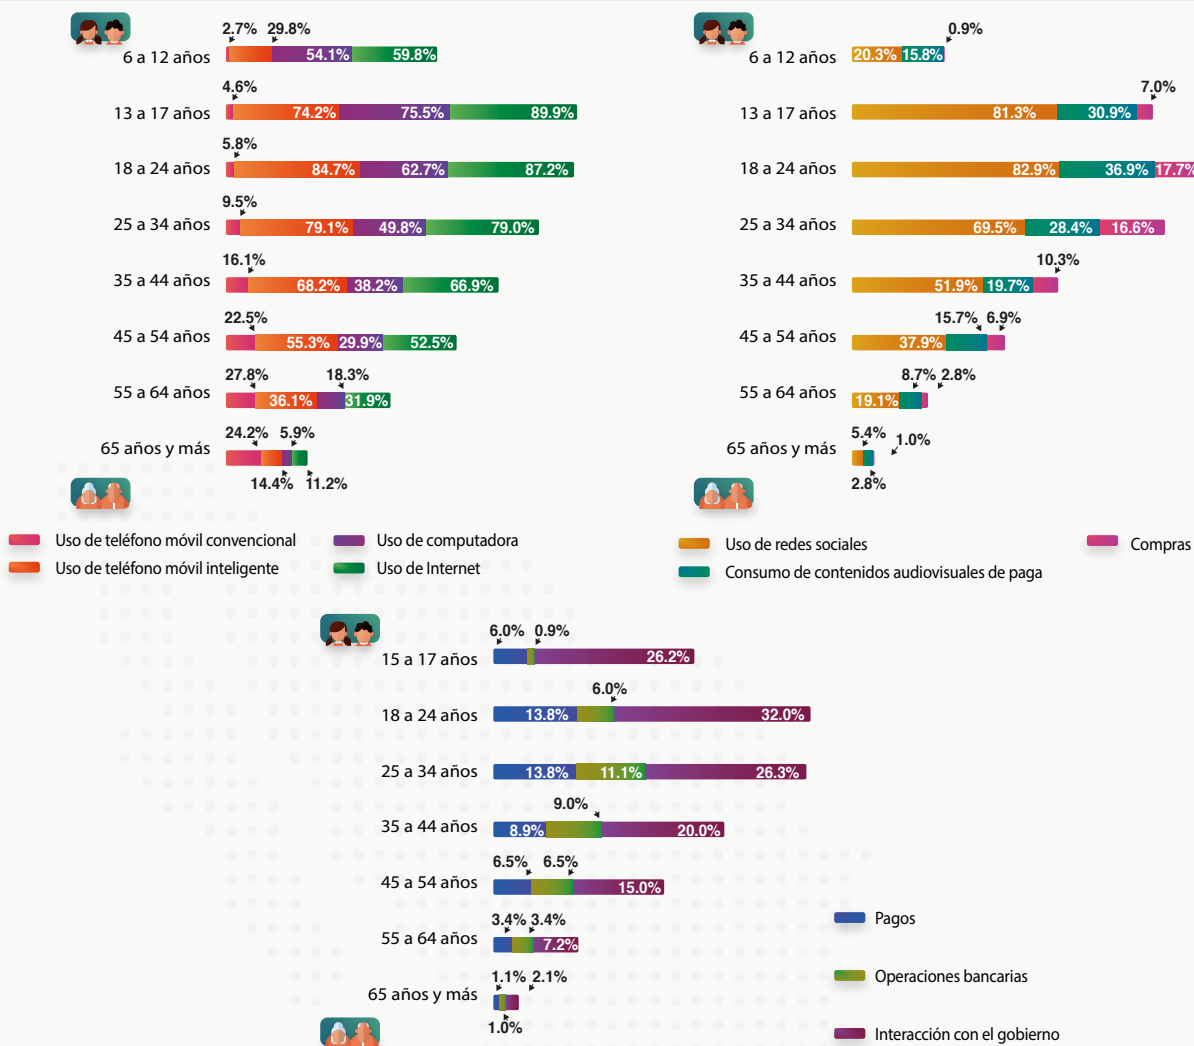 2.7% 29.8%
6 a 12 años 54.1% 59.8%
4.6%
13 a 17 años 74.2% 75.5% 89.9%
5.8%
18 a 24 años 84.7% 62.7% 87.2%
9.5%
25 a 34 años 79.1% 49.8% 79.0%
16.1%
35 a 44 años 68.2% 38.2% 66.9%
22.5%
45 a 54 años 55.3% 29.9% 52.5%
27.8% 18.3%
55 a 64 años 36.1% 31.9%
24.2% 5.9%
65 años y más
14.4% 11.2%
Uso de teléfono móvil convencional
Uso de teléfono móvil inteligente
Uso de computadora
Uso de Internet
0.9%
6 a 12 años 20.3% 15.8%
7.0%
13 a 17 años 81.3% 30.9%
18 a 24 años 82.9% 36.9% 17.7%
25 a 34 años 69.5% 28.4% 16.6%
10.3%
35 a 44 años 51.9% 19.7%
15.7% 6.9%
45 a 54 años 37.9%
8.7% 2.8%
55 a 64 años 19.1%
5.4% 1.0%
65 años y más
2.8%
Uso de redes sociales
Consumo de contenidos audiovisuales de paga
Compras
6.0% 0.9%
15 a 17 años 26.2%
6.0%
18 a 24 años 13.8% 32.0%
25 a 34 años 13.8% 11.1% 26.3%
9.0%
35 a 44 años 8.9% 20.0%
6.5% 6.5%
45 a 54 años 15.0%
3.4% 3.4%
55 a 64 años 7.2%
1.1% 2.1%
65 años y más
1.0%
Pagos
Operaciones bancarias
Interacción con el gobierno